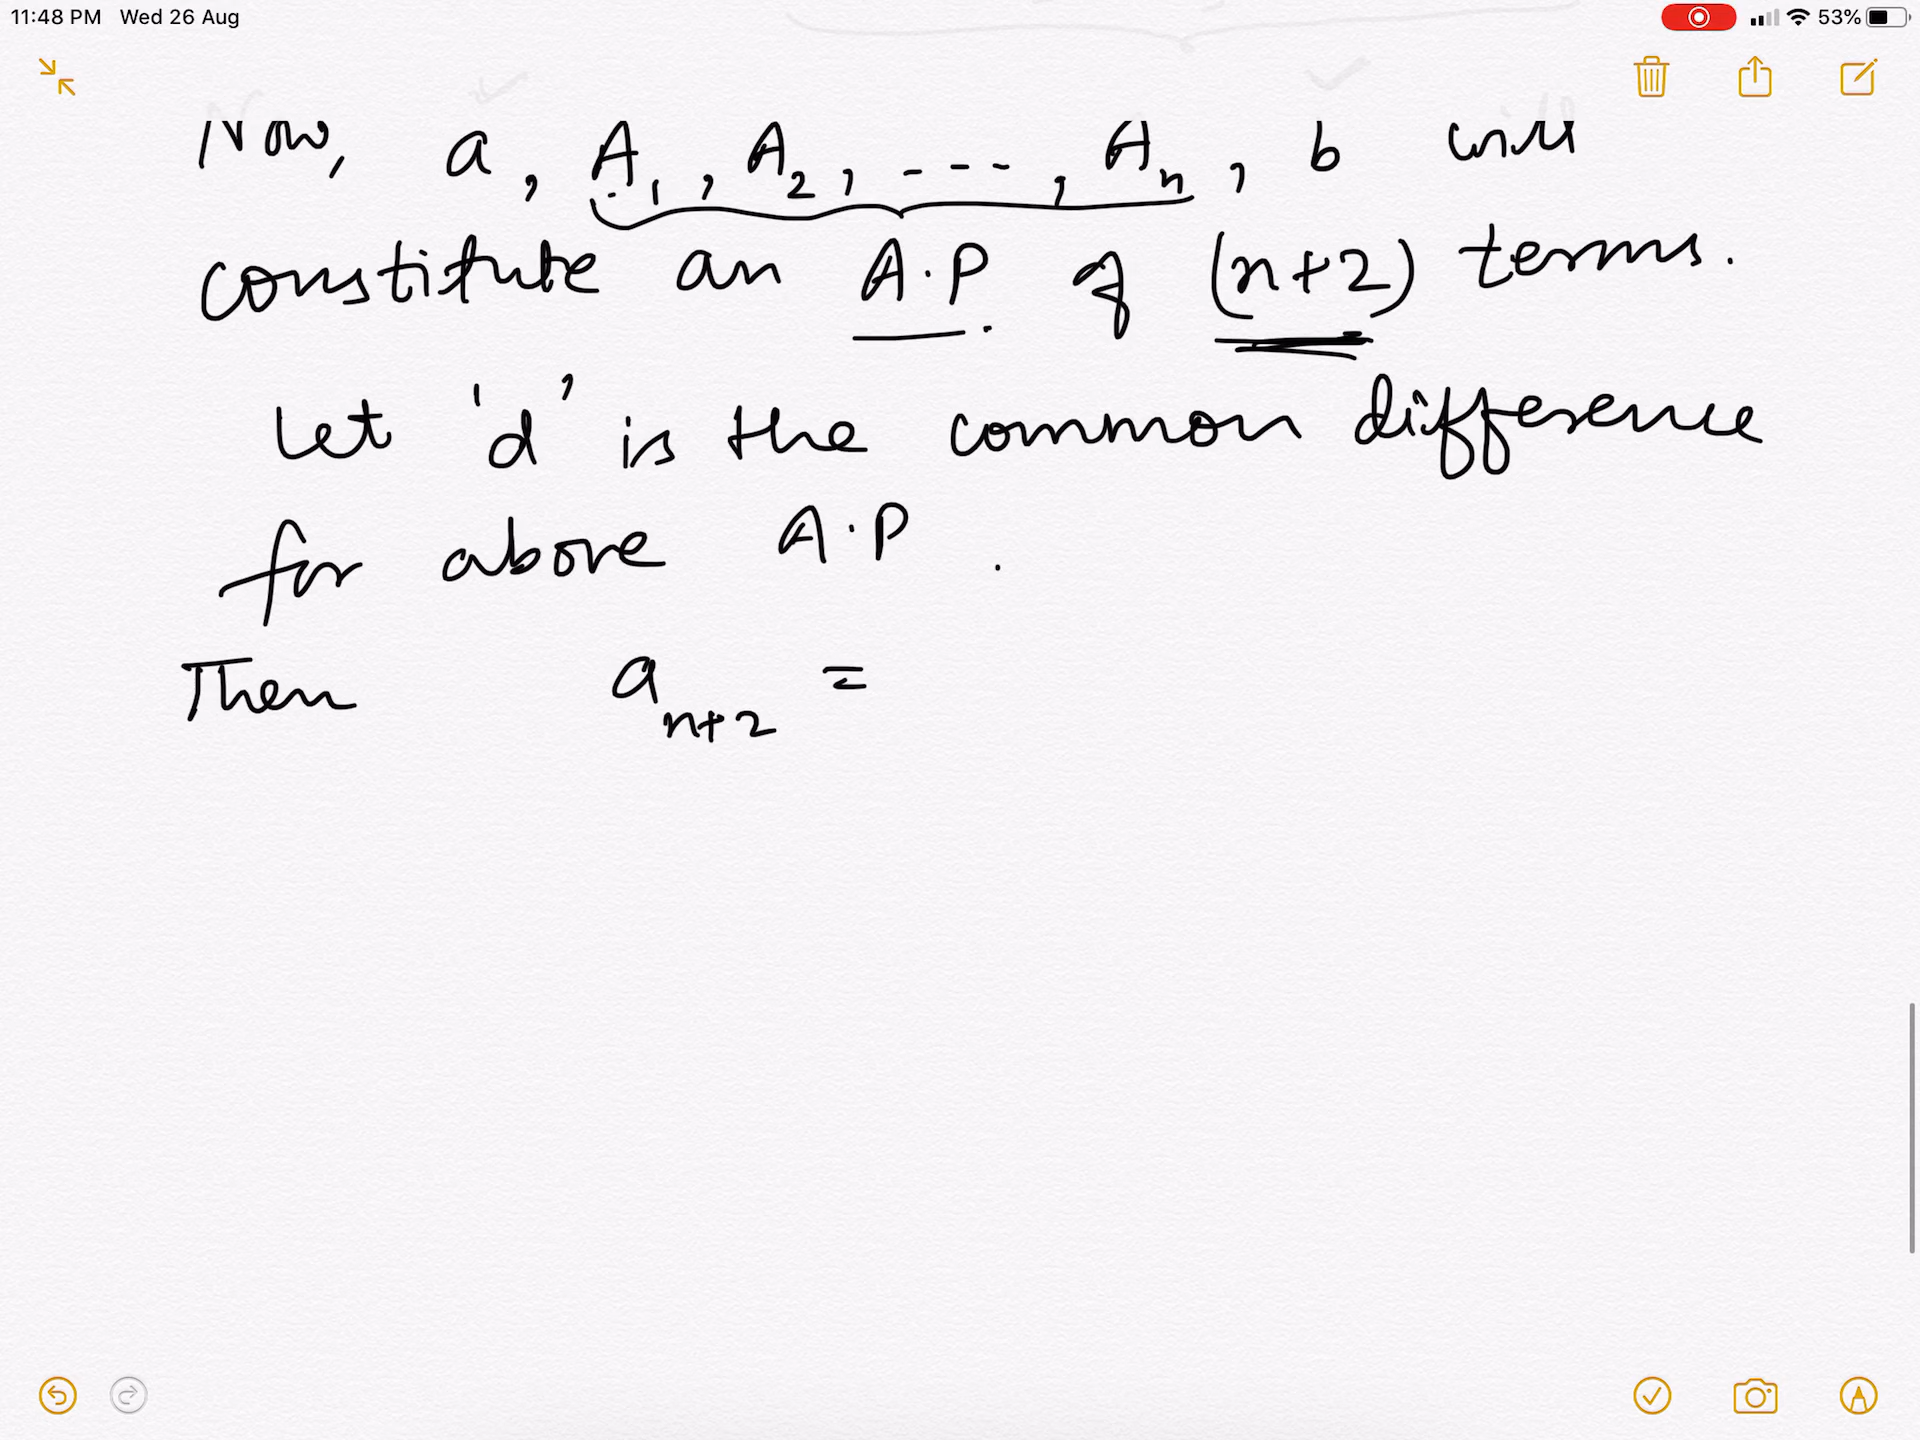 11:48 PM Wed 26 Aug 53%
Now, a, A₁, A₂, ----, Aₙ, b will
constitute an A.P. of (n+2) terms.
Let 'd' is the common difference
for above A.P.
Then aₙ₊₂ =